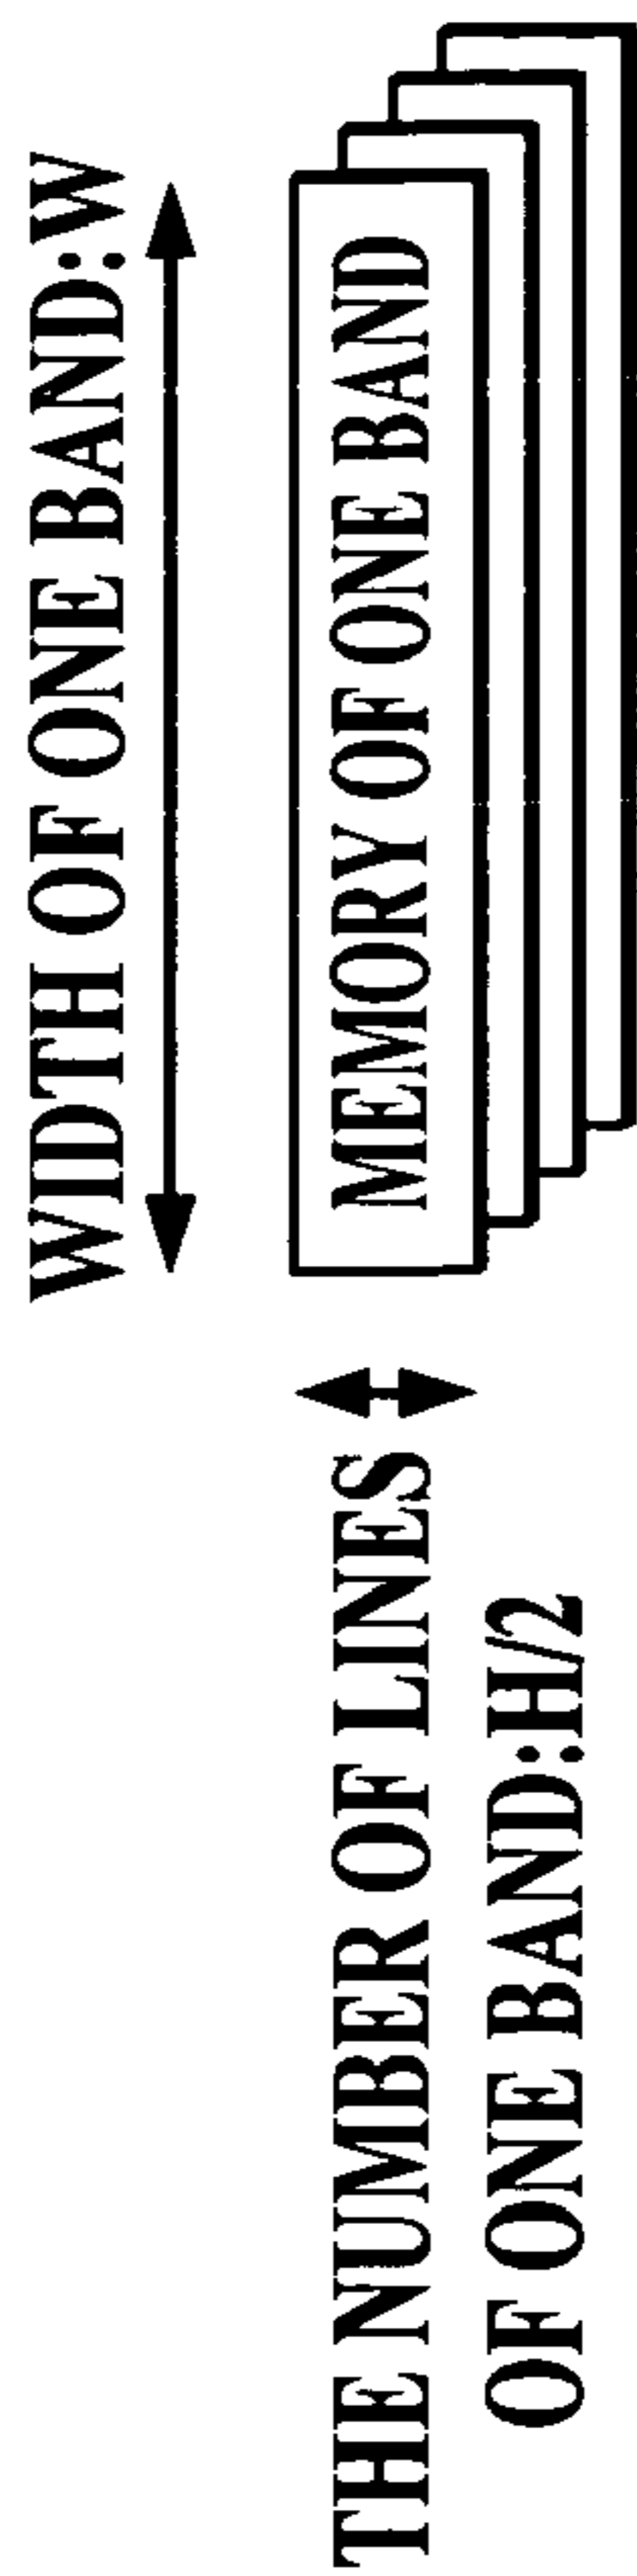 WIDTH OF ONE BAND:W
MEMORY OF ONE BAND
THE NUMBER OF LINES
OF ONE BAND:H/2